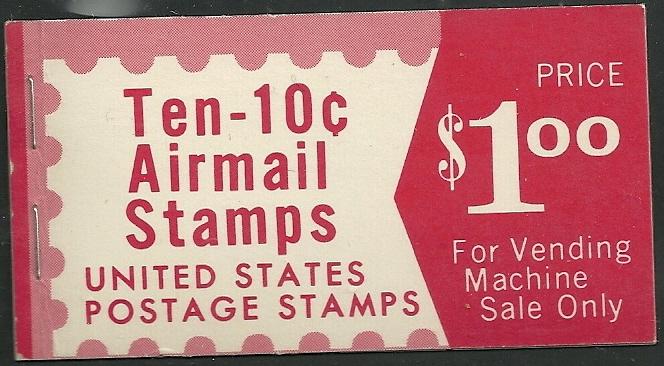 Ten-10¢
Airmail
Stamps
UNITED STATES
POSTAGE STAMPS
PRICE
$1.00
For Vending
Machine
Sale Only